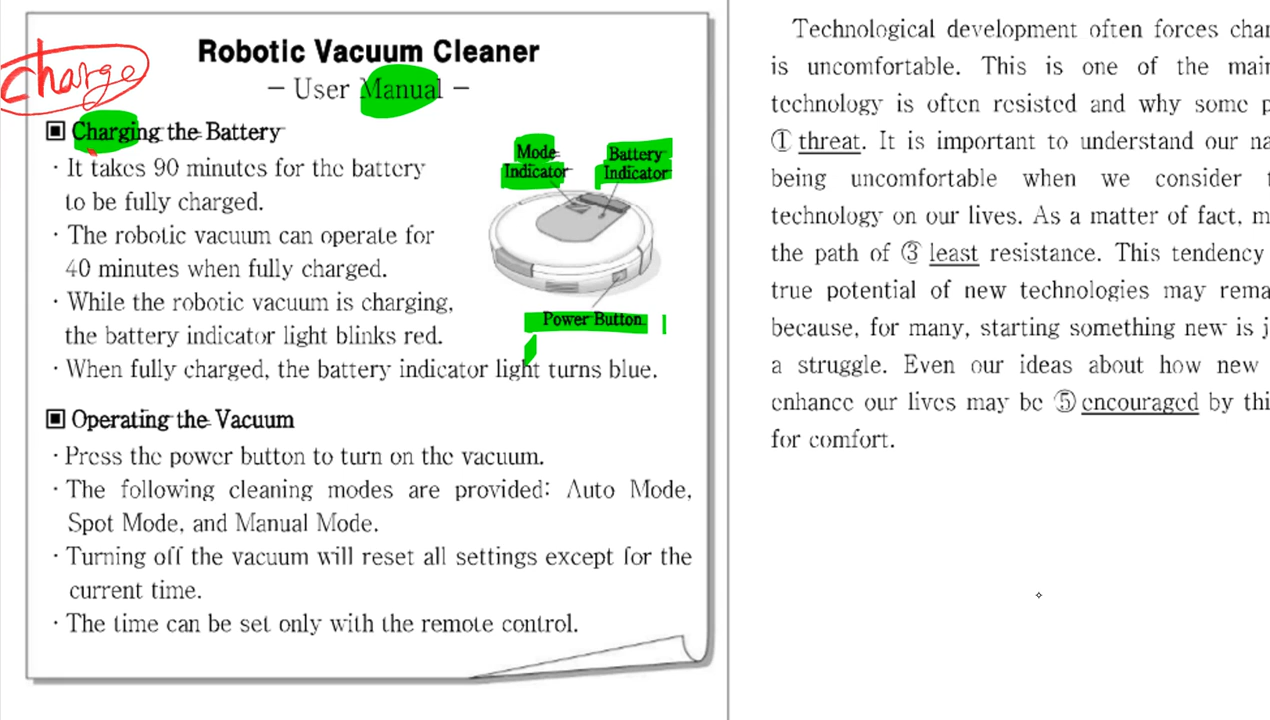 charge
Robotic Vacuum Cleaner
– User Manual –
▣ Charging the Battery
· It takes 90 minutes for the battery
to be fully charged.
· The robotic vacuum can operate for
40 minutes when fully charged.
· While the robotic vacuum is charging,
the battery indicator light blinks red.
· When fully charged, the battery indicator light turns blue.
Mode
Indicator
Battery
Indicator
Power Button
▣ Operating the Vacuum
· Press the power button to turn on the vacuum.
· The following cleaning modes are provided: Auto Mode,
Spot Mode, and Manual Mode.
· Turning off the vacuum will reset all settings except for the
current time.
· The time can be set only with the remote control.
Technological development often forces
is uncomfortable. This is one of the
technology is often resisted and why some
① threat. It is important to understand our
being uncomfortable when we consider
technology on our lives. As a matter of fact,
the path of ③ least resistance. This tendency
true potential of new technologies may
because, for many, starting something new is
a struggle. Even our ideas about how new
enhance our lives may be ⑤ encouraged by
for comfort.